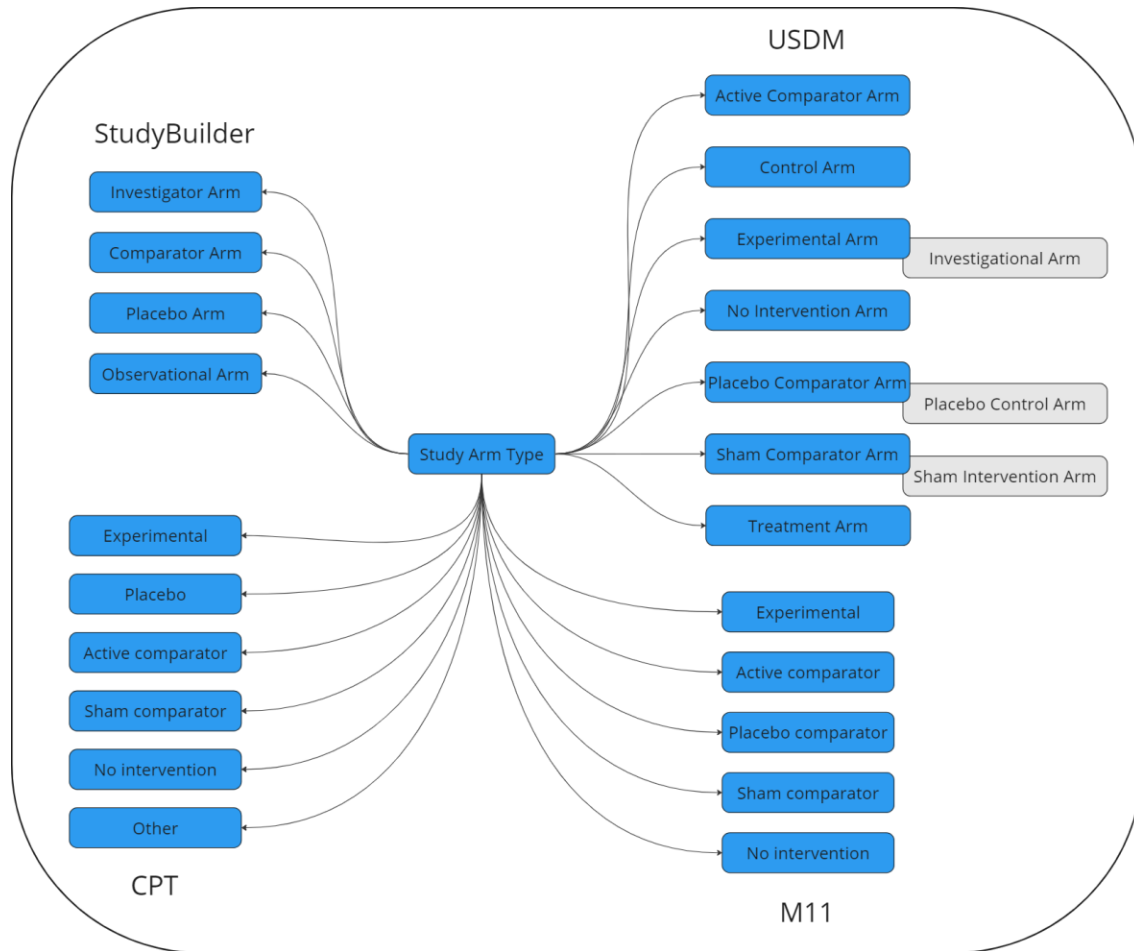 StudyBuilder
Investigator Arm
Comparator Arm
Placebo Arm
Observational Arm
USDM
Active Comparator Arm
Control Arm
Experimental Arm
Investigational Arm
No Intervention Arm
Placebo Comparator Arm
Placebo Control Arm
Sham Comparator Arm
Sham Intervention Arm
Treatment Arm
Study Arm Type
Experimental
Placebo
Active comparator
Sham comparator
No intervention
Other
CPT
Experimental
Active comparator
Placebo comparator
Sham comparator
No intervention
M11